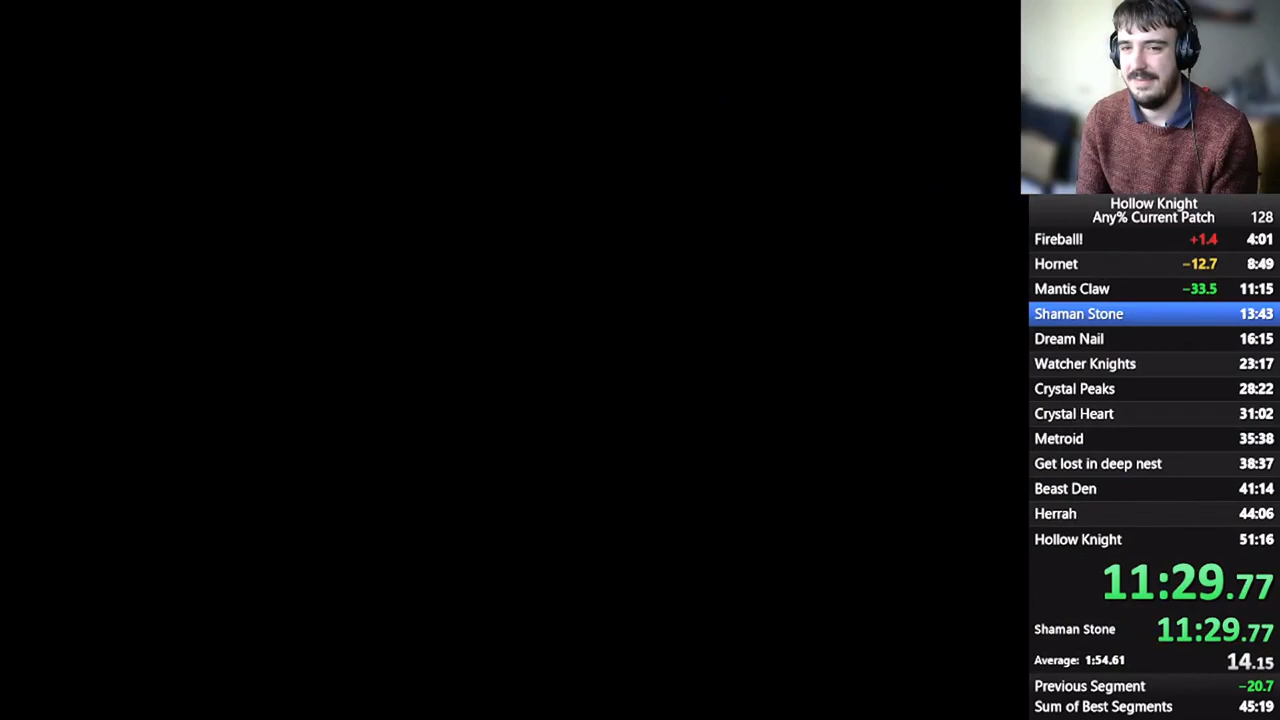 Hollow Knight
Any% Current Patch 128
Fireball! +1.4 4:01
Hornet −12.7 8:49
Mantis Claw −33.5 11:15
Shaman Stone 13:43
Dream Nail 16:15
Watcher Knights 23:17
Crystal Peaks 28:22
Crystal Heart 31:02
Metroid 35:38
Get lost in deep nest 38:37
Beast Den 41:14
Herrah 44:06
Hollow Knight 51:16
11:29.77
Shaman Stone 11:29.77
Average: 1:54.61 14.15
Previous Segment −20.7
Sum of Best Segments 45:19